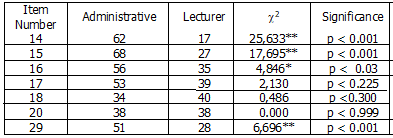 Item Number Administrative Lecturer χ² Significance
14 62 17 25,633** p < 0.001
15 68 27 17,695** p < 0.001
16 56 35 4,846* p < 0.03
17 53 39 2,130 p < 0.225
18 34 40 0,486 p <0.300
20 38 38 0.000 p < 0.999
29 51 28 6,696** p < 0.001